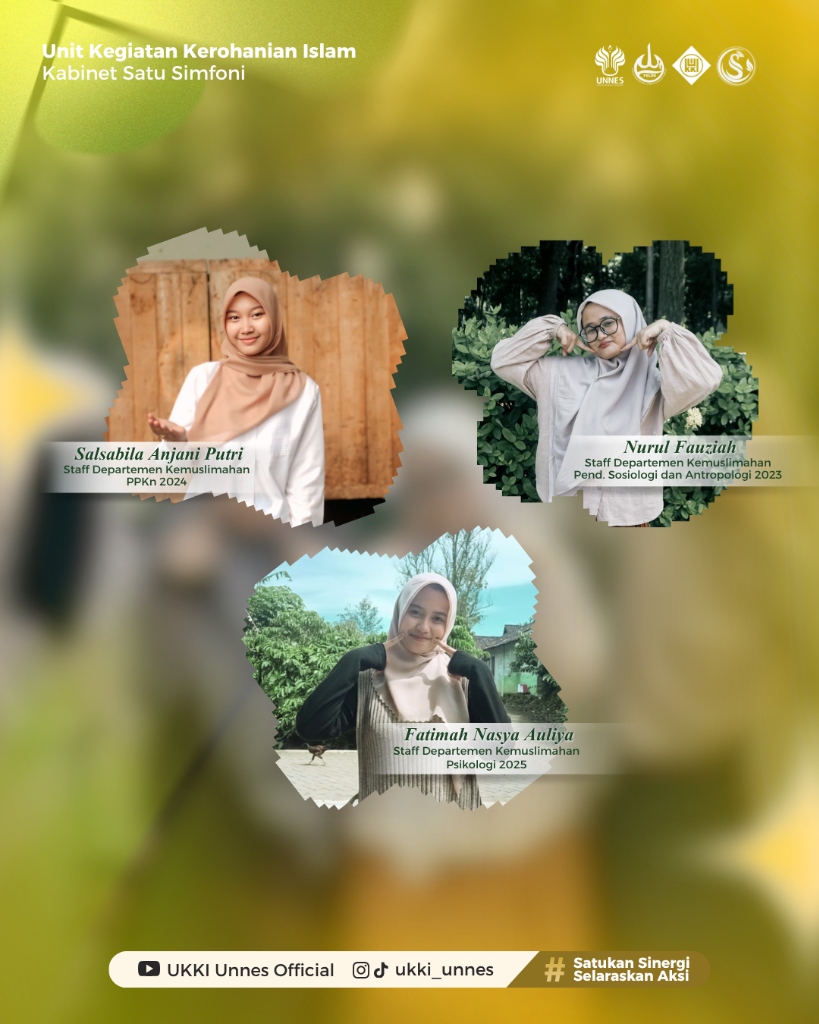 Unit Kegiatan Kerohanian Islam
Kabinet Satu Simfoni
UNNES
UKKI
Salsabila Anjani Putri
Staff Departemen Kemuslimahan
PPKn 2024
Nurul Fauziah
Staff Departemen Kemuslimahan
Pend. Sosiologi dan Antropologi 2023
Fatimah Nasya Auliya
Staff Departemen Kemuslimahan
Psikologi 2025
UKKI Unnes Official
ukki_unnes
# Satukan Sinergi
Selaraskan Aksi